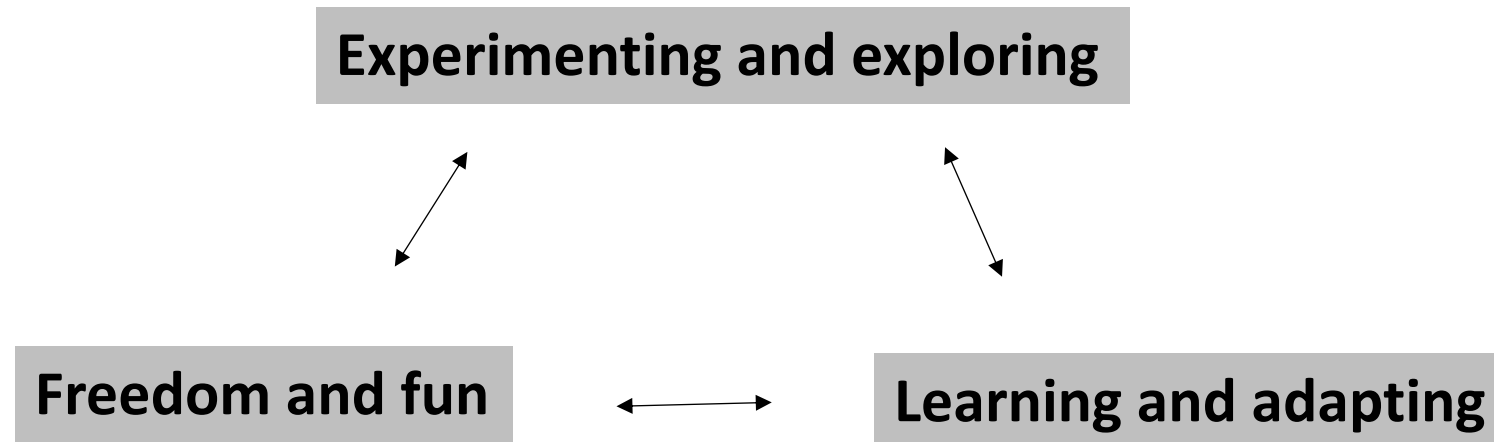 Experimenting and exploring
Freedom and fun
Learning and adapting